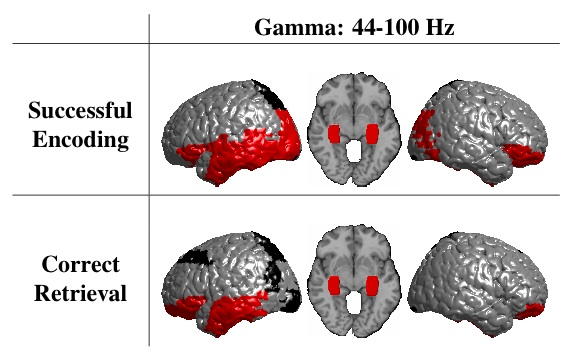 Gamma: 44-100 Hz
Successful
Encoding
Correct
Retrieval